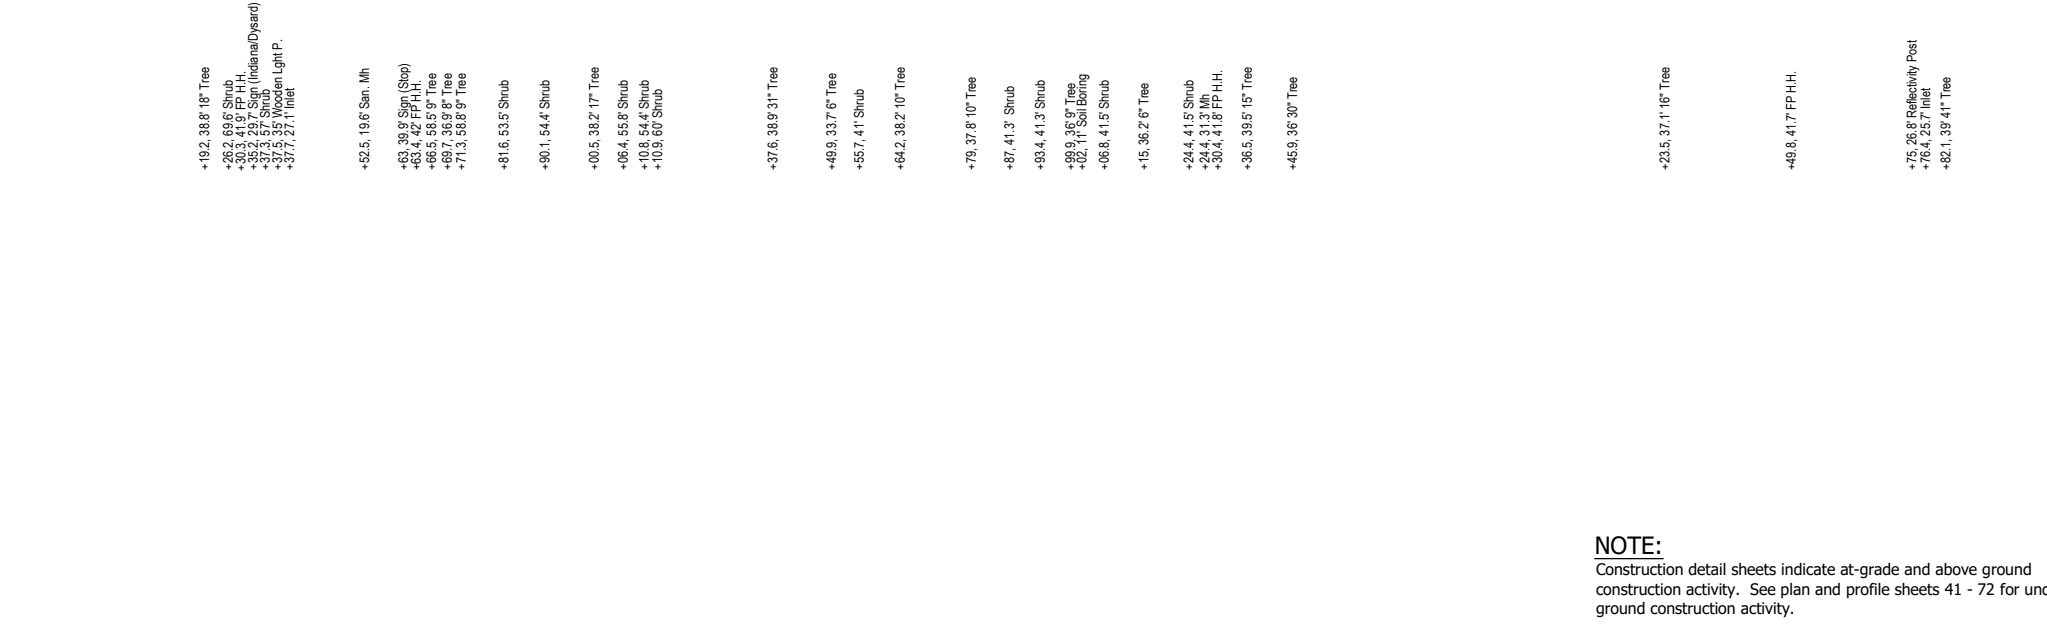 +19.2, 38.8' 18" Tree
+26.2, 69.6' Shrub
+30.3, 41.9' FP H.H.
+35.2, 29.7' Sign (Indiana/Dysard)
+37.3, 57' Shrub
+37.5, 35' Wooden Lght P.
+37.7, 27.1' Inlet
+52.5, 19.6' San. Mh
+63, 39.9' Sign (Stop)
+63.4, 42' FP H.H.
+66.5, 58.5' 9" Tree
+69.7, 36.9' 8" Tree
+71.3, 58.8' 9" Tree
+81.6, 53.5' Shrub
+90.1, 54.4' Shrub
+00.5, 38.2' 17" Tree
+06.4, 55.8' Shrub
+10.8, 54.4' Shrub
+10.9, 60' Shrub
+37.6, 38.9' 31" Tree
+49.9, 33.7' 6" Tree
+55.7, 41' Shrub
+64.2, 38.2' 10" Tree
+79, 37.8' 10" Tree
+87, 41.3' Shrub
+93.4, 41.3' Shrub
+99.9, 36' 9" Tree
+02, 11' Soil Boring
+06.8, 41.5' Shrub
+15, 36.2' 6" Tree
+24.4, 41.5' Shrub
+24.4, 31.3' Mh
+30.4, 41.8' FP H.H.
+36.5, 39.5' 15" Tree
+45.9, 36' 30" Tree
+23.5, 37.1' 16" Tree
+49.8, 41.7' FP H.H.
+75, 26.8' Reflectivity Post
+76.4, 25.7' Inlet
+82.1, 39' 41" Tree
NOTE:
Construction detail sheets indicate at-grade and above ground
construction activity. See plan and profile sheets 41 - 72 for
ground construction activity.